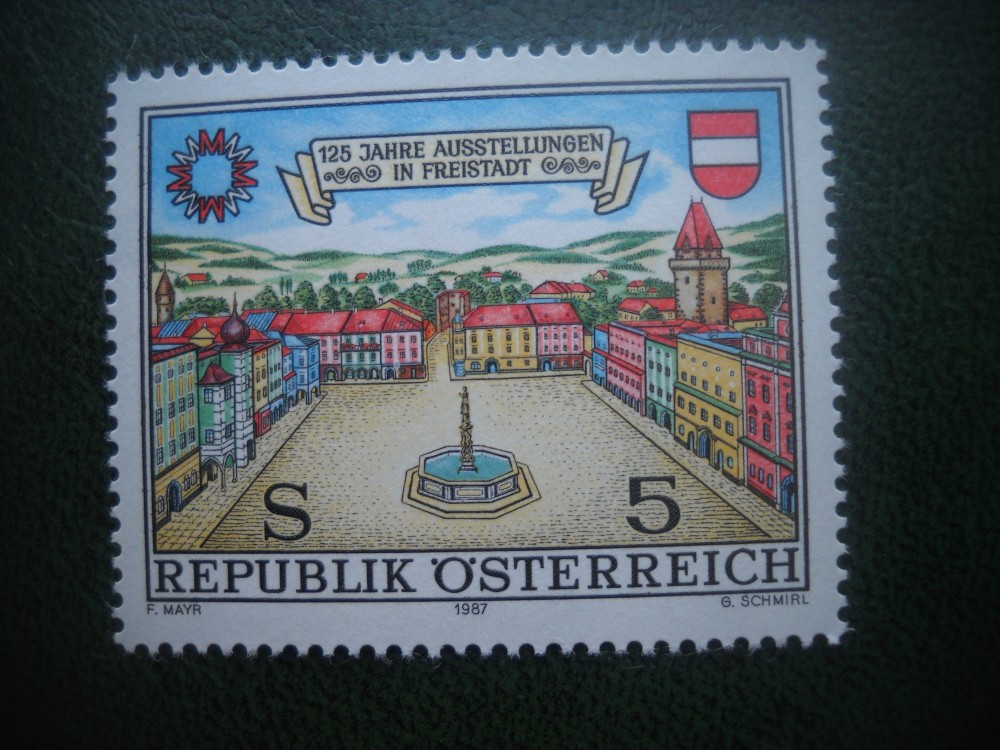 125 JAHRE AUSSTELLUNGEN
IN FREISTADT
S 5
REPUBLIK ÖSTERREICH
F. MAYR 1987 G. SCHMIRL